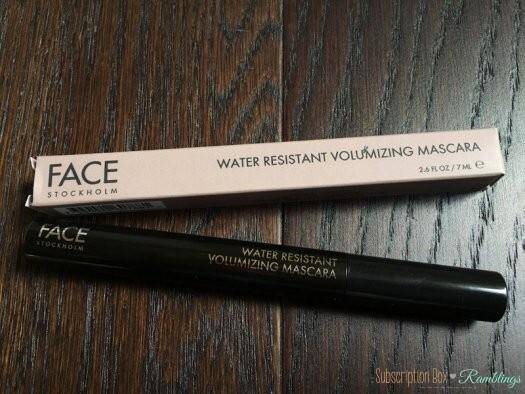 FACE
STOCKHOLM
WATER RESISTANT VOLUMIZING MASCARA
2.6 FL OZ / 7 ML ℮
FACE
STOCKHOLM
WATER RESISTANT
VOLUMIZING MASCARA
Subscription Box ♥ Ramblings